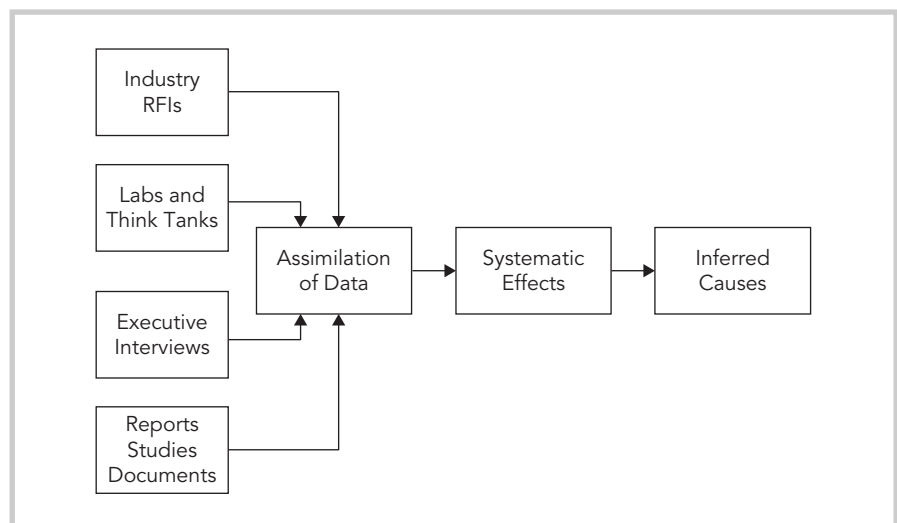 Industry
RFIs
Labs and
Think Tanks
Assimilation
of Data
Systematic
Effects
Inferred
Causes
Executive
Interviews
Reports
Studies
Documents